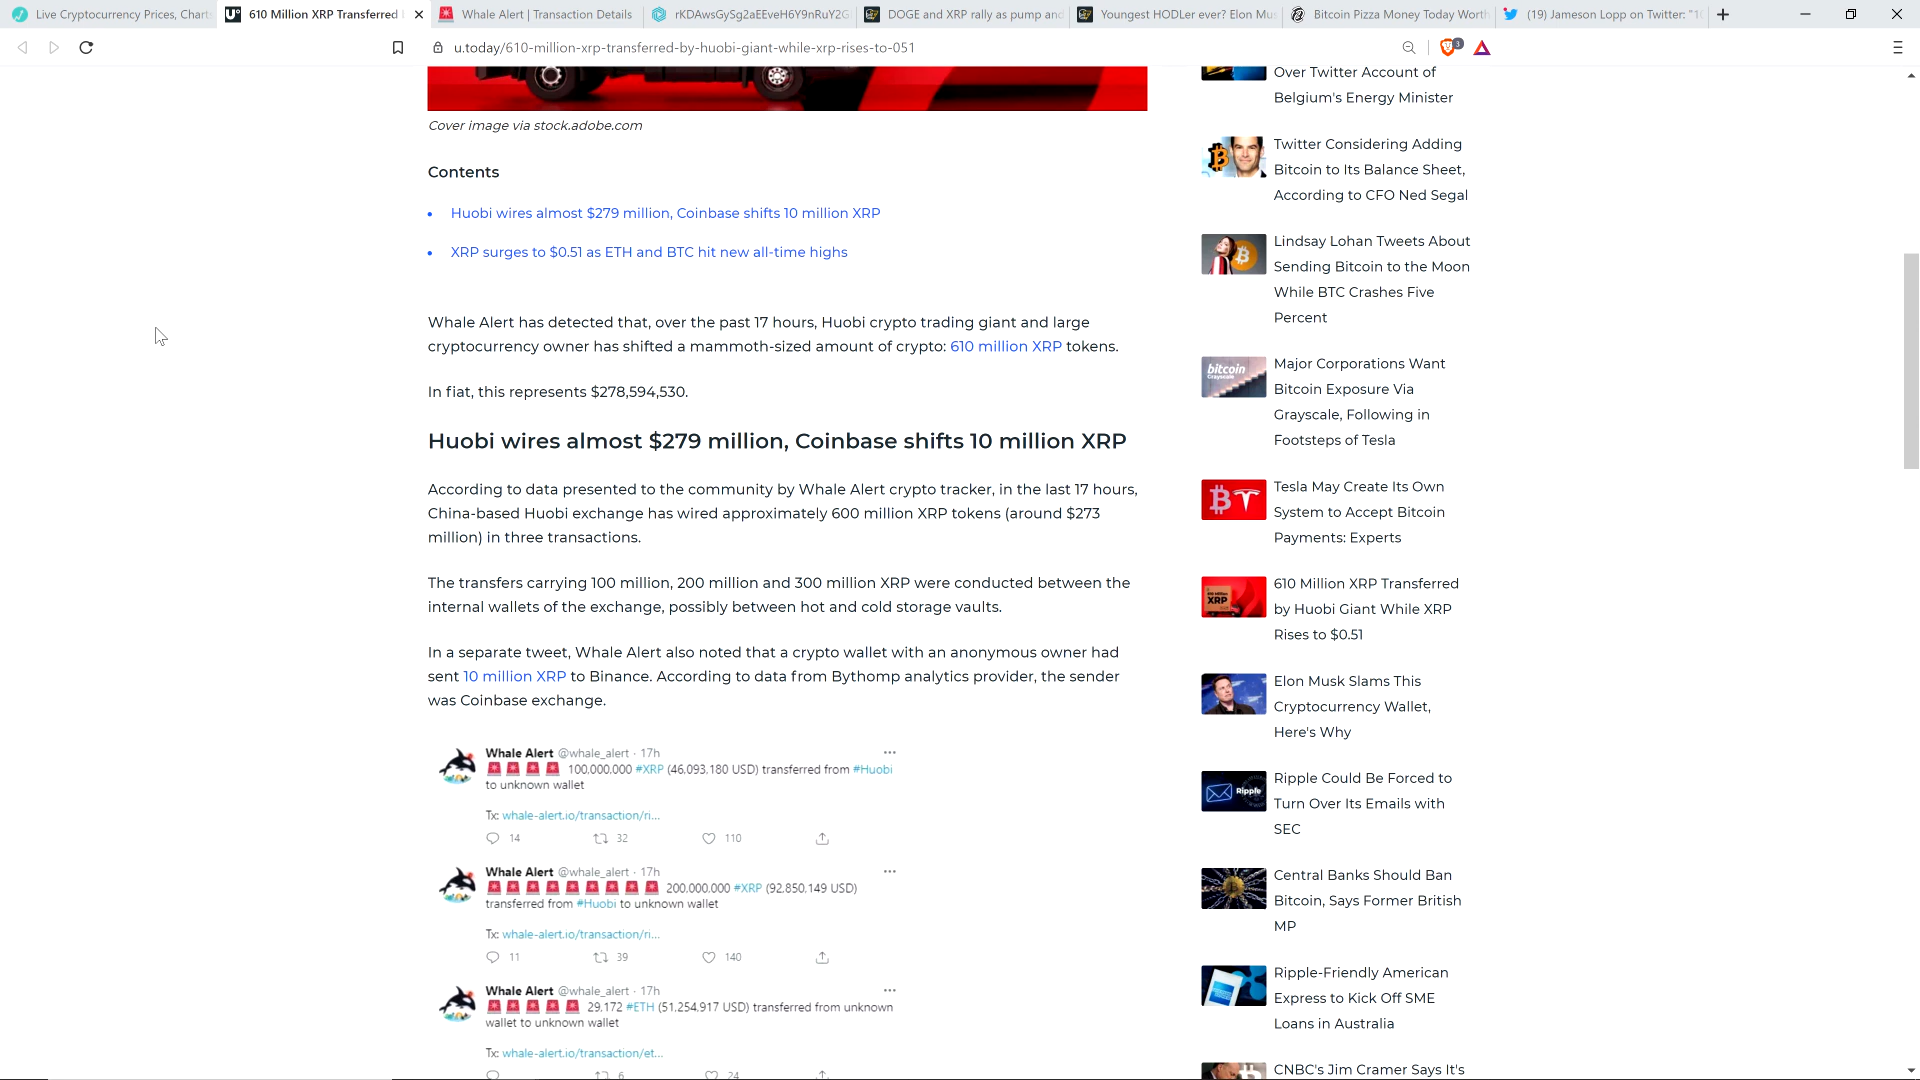 Live Cryptocurrency Prices, Chart
610 Million XRP Transferred
Whale Alert | Transaction Details
rKDAwsGySg2aEEveH6Y9nRuY2G
DOGE and XRP rally as pump and
Youngest HODLer ever? Elon Mus
Bitcoin Pizza Money Today Worth
(19) Jameson Lopp on Twitter: "1
u.today/610-million-xrp-transferred-by-huobi-giant-while-xrp-rises-to-051
3
Cover image via stock.adobe.com
Contents
• Huobi wires almost $279 million, Coinbase shifts 10 million XRP
• XRP surges to $0.51 as ETH and BTC hit new all-time highs
Whale Alert has detected that, over the past 17 hours, Huobi crypto trading giant and large
cryptocurrency owner has shifted a mammoth-sized amount of crypto: 610 million XRP tokens.
In fiat, this represents $278,594,530.
Huobi wires almost $279 million, Coinbase shifts 10 million XRP
According to data presented to the community by Whale Alert crypto tracker, in the last 17 hours,
China-based Huobi exchange has wired approximately 600 million XRP tokens (around $273
million) in three transactions.
The transfers carrying 100 million, 200 million and 300 million XRP were conducted between the
internal wallets of the exchange, possibly between hot and cold storage vaults.
In a separate tweet, Whale Alert also noted that a crypto wallet with an anonymous owner had
sent 10 million XRP to Binance. According to data from Bythomp analytics provider, the sender
was Coinbase exchange.
Whale Alert @whale_alert · 17h
100,000,000 #XRP (46,093,180 USD) transferred from #Huobi
to unknown wallet
Tx: whale-alert.io/transaction/ri...
14 32 110
Whale Alert @whale_alert · 17h
200,000,000 #XRP (92,850,149 USD)
transferred from #Huobi to unknown wallet
Tx: whale-alert.io/transaction/ri...
11 39 140
Whale Alert @whale_alert · 17h
29,172 #ETH (51,254,917 USD) transferred from unknown
wallet to unknown wallet
Tx: whale-alert.io/transaction/et...
6 24
Over Twitter Account of
Belgium's Energy Minister
Twitter Considering Adding
Bitcoin to Its Balance Sheet,
According to CFO Ned Segal
Lindsay Lohan Tweets About
Sending Bitcoin to the Moon
While BTC Crashes Five
Percent
bitcoin
Grayscale
Major Corporations Want
Bitcoin Exposure Via
Grayscale, Following in
Footsteps of Tesla
Tesla May Create Its Own
System to Accept Bitcoin
Payments: Experts
XRP
610 Million XRP Transferred
by Huobi Giant While XRP
Rises to $0.51
Elon Musk Slams This
Cryptocurrency Wallet,
Here's Why
Ripple
Ripple Could Be Forced to
Turn Over Its Emails with
SEC
Central Banks Should Ban
Bitcoin, Says Former British
MP
Ripple-Friendly American
Express to Kick Off SME
Loans in Australia
CNBC's Jim Cramer Says It's